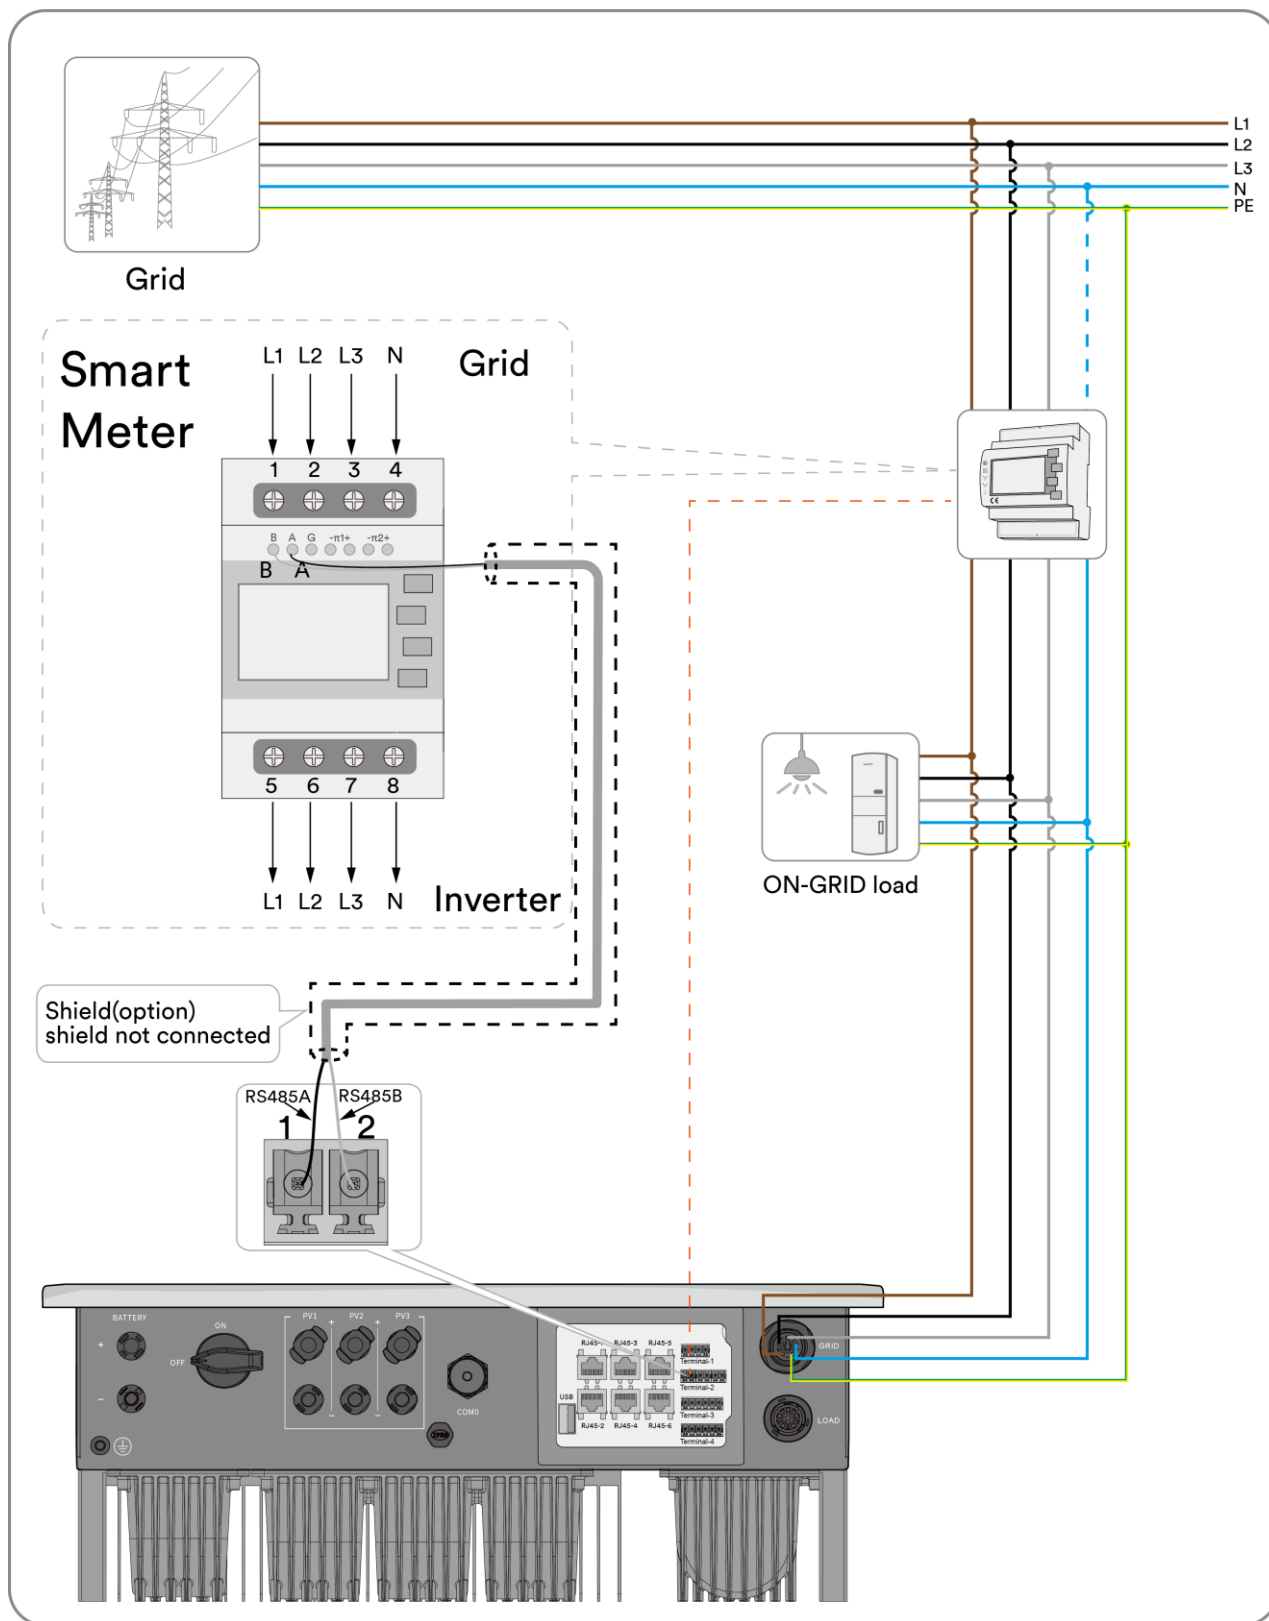 L1
L2
L3
N
PE
Grid
Smart
Meter
L1 L2 L3 N
Grid
1 2 3 4
B A G -π1+ -π2+
B A
CE
5 6 7 8
L1 L2 L3 N
Inverter
ON-GRID load
Shield(option)
shield not connected
RS485A RS485B
1 2
BATTERY
+
-
ON
OFF
PV1 + PV2 + PV3
- -
COM0
RJ45-3 RJ45-5
USB
RJ45-2 RJ45-4 RJ45-6
Terminal-1
Terminal-2
Terminal-3
Terminal-4
GRID
LOAD